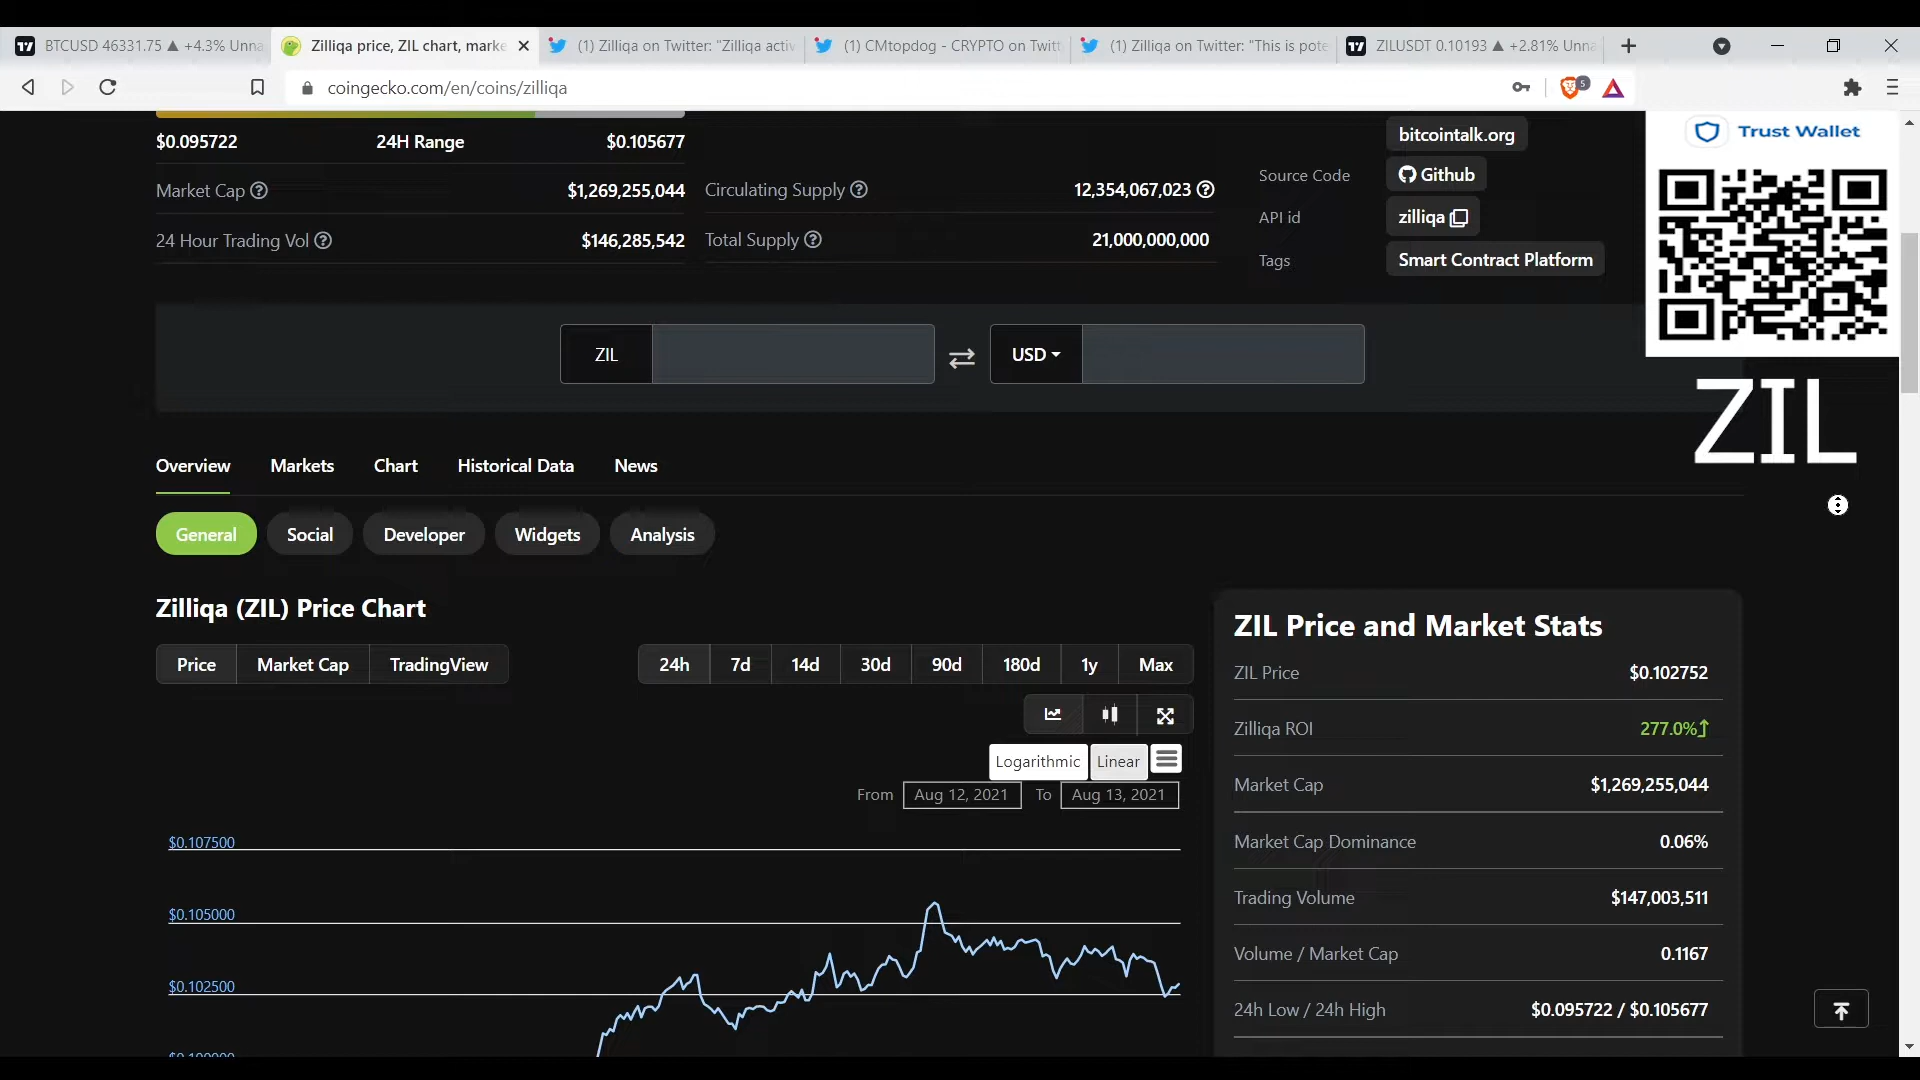 BTCUSD 46331.75 ▲ +4.3% Unna
Zilliqa price, ZIL chart, marke
(1) Zilliqa on Twitter: "Zilliqa activ
(1) CMtopdog - CRYPTO on Twitt
(1) Zilliqa on Twitter: "This is pote
ZILUSDT 0.10193 ▲ +2.81% Unna
coingecko.com/en/coins/zilliqa
5
$0.095722 24H Range $0.105677
Market Cap $1,269,255,044
24 Hour Trading Vol $146,285,542
Circulating Supply 12,354,067,023
Total Supply 21,000,000,000
bitcointalk.org
Source Code Github
API id zilliqa
Tags Smart Contract Platform
Trust Wallet
ZIL
ZIL
USD
Overview Markets Chart Historical Data News
General Social Developer Widgets Analysis
Zilliqa (ZIL) Price Chart
Price Market Cap TradingView
24h 7d 14d 30d 90d 180d 1y Max
Logarithmic Linear
From Aug 12, 2021 To Aug 13, 2021
$0.107500
$0.105000
$0.102500
$0.100000
ZIL Price and Market Stats
ZIL Price $0.102752
Zilliqa ROI 277.0%
Market Cap $1,269,255,044
Market Cap Dominance 0.06%
Trading Volume $147,003,511
Volume / Market Cap 0.1167
24h Low / 24h High $0.095722 / $0.105677